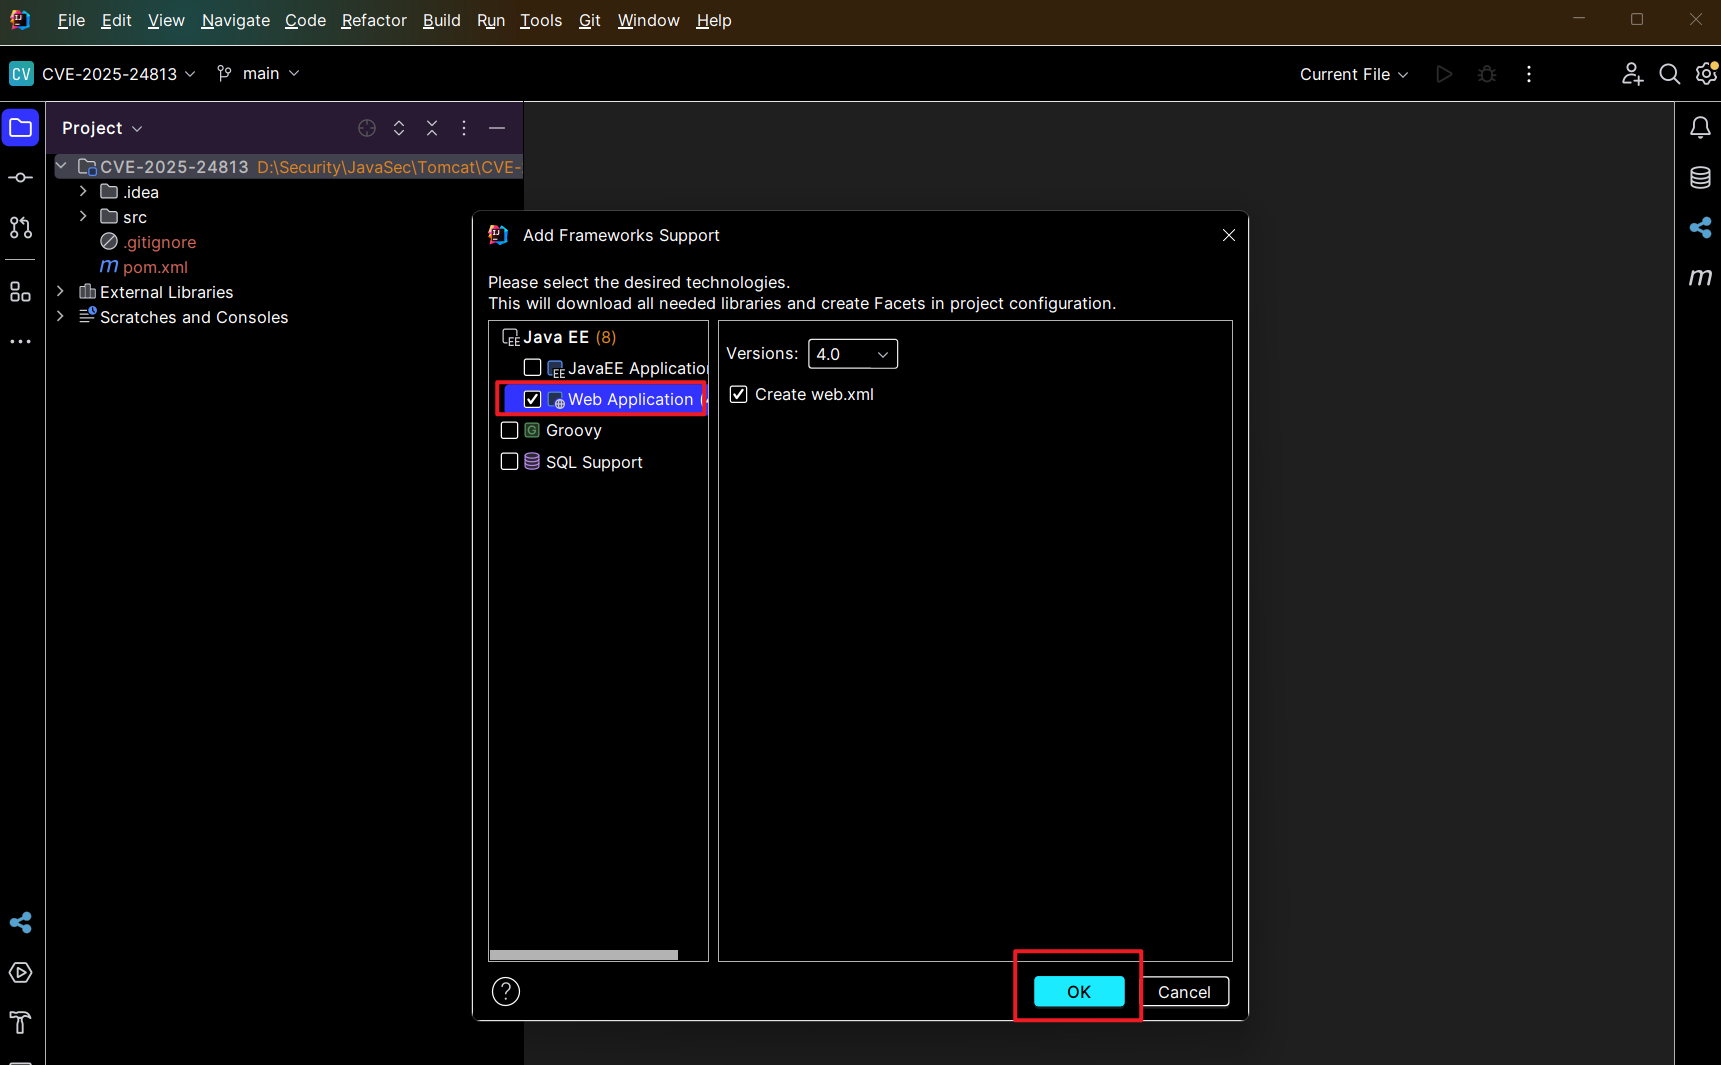 File Edit View Navigate Code Refactor Build Run Tools Git Window Help
CV CVE-2025-24813 main Current File
Project
CVE-2025-24813 D:\Security\JavaSec\Tomcat\CVE-
.idea
src
.gitignore
pom.xml
External Libraries
Scratches and Consoles
Add Frameworks Support
Please select the desired technologies.
This will download all needed libraries and create Facets in project configuration.
Java EE (8)
JavaEE Application
Web Application (
Groovy
SQL Support
Versions: 4.0
Create web.xml
? OK Cancel